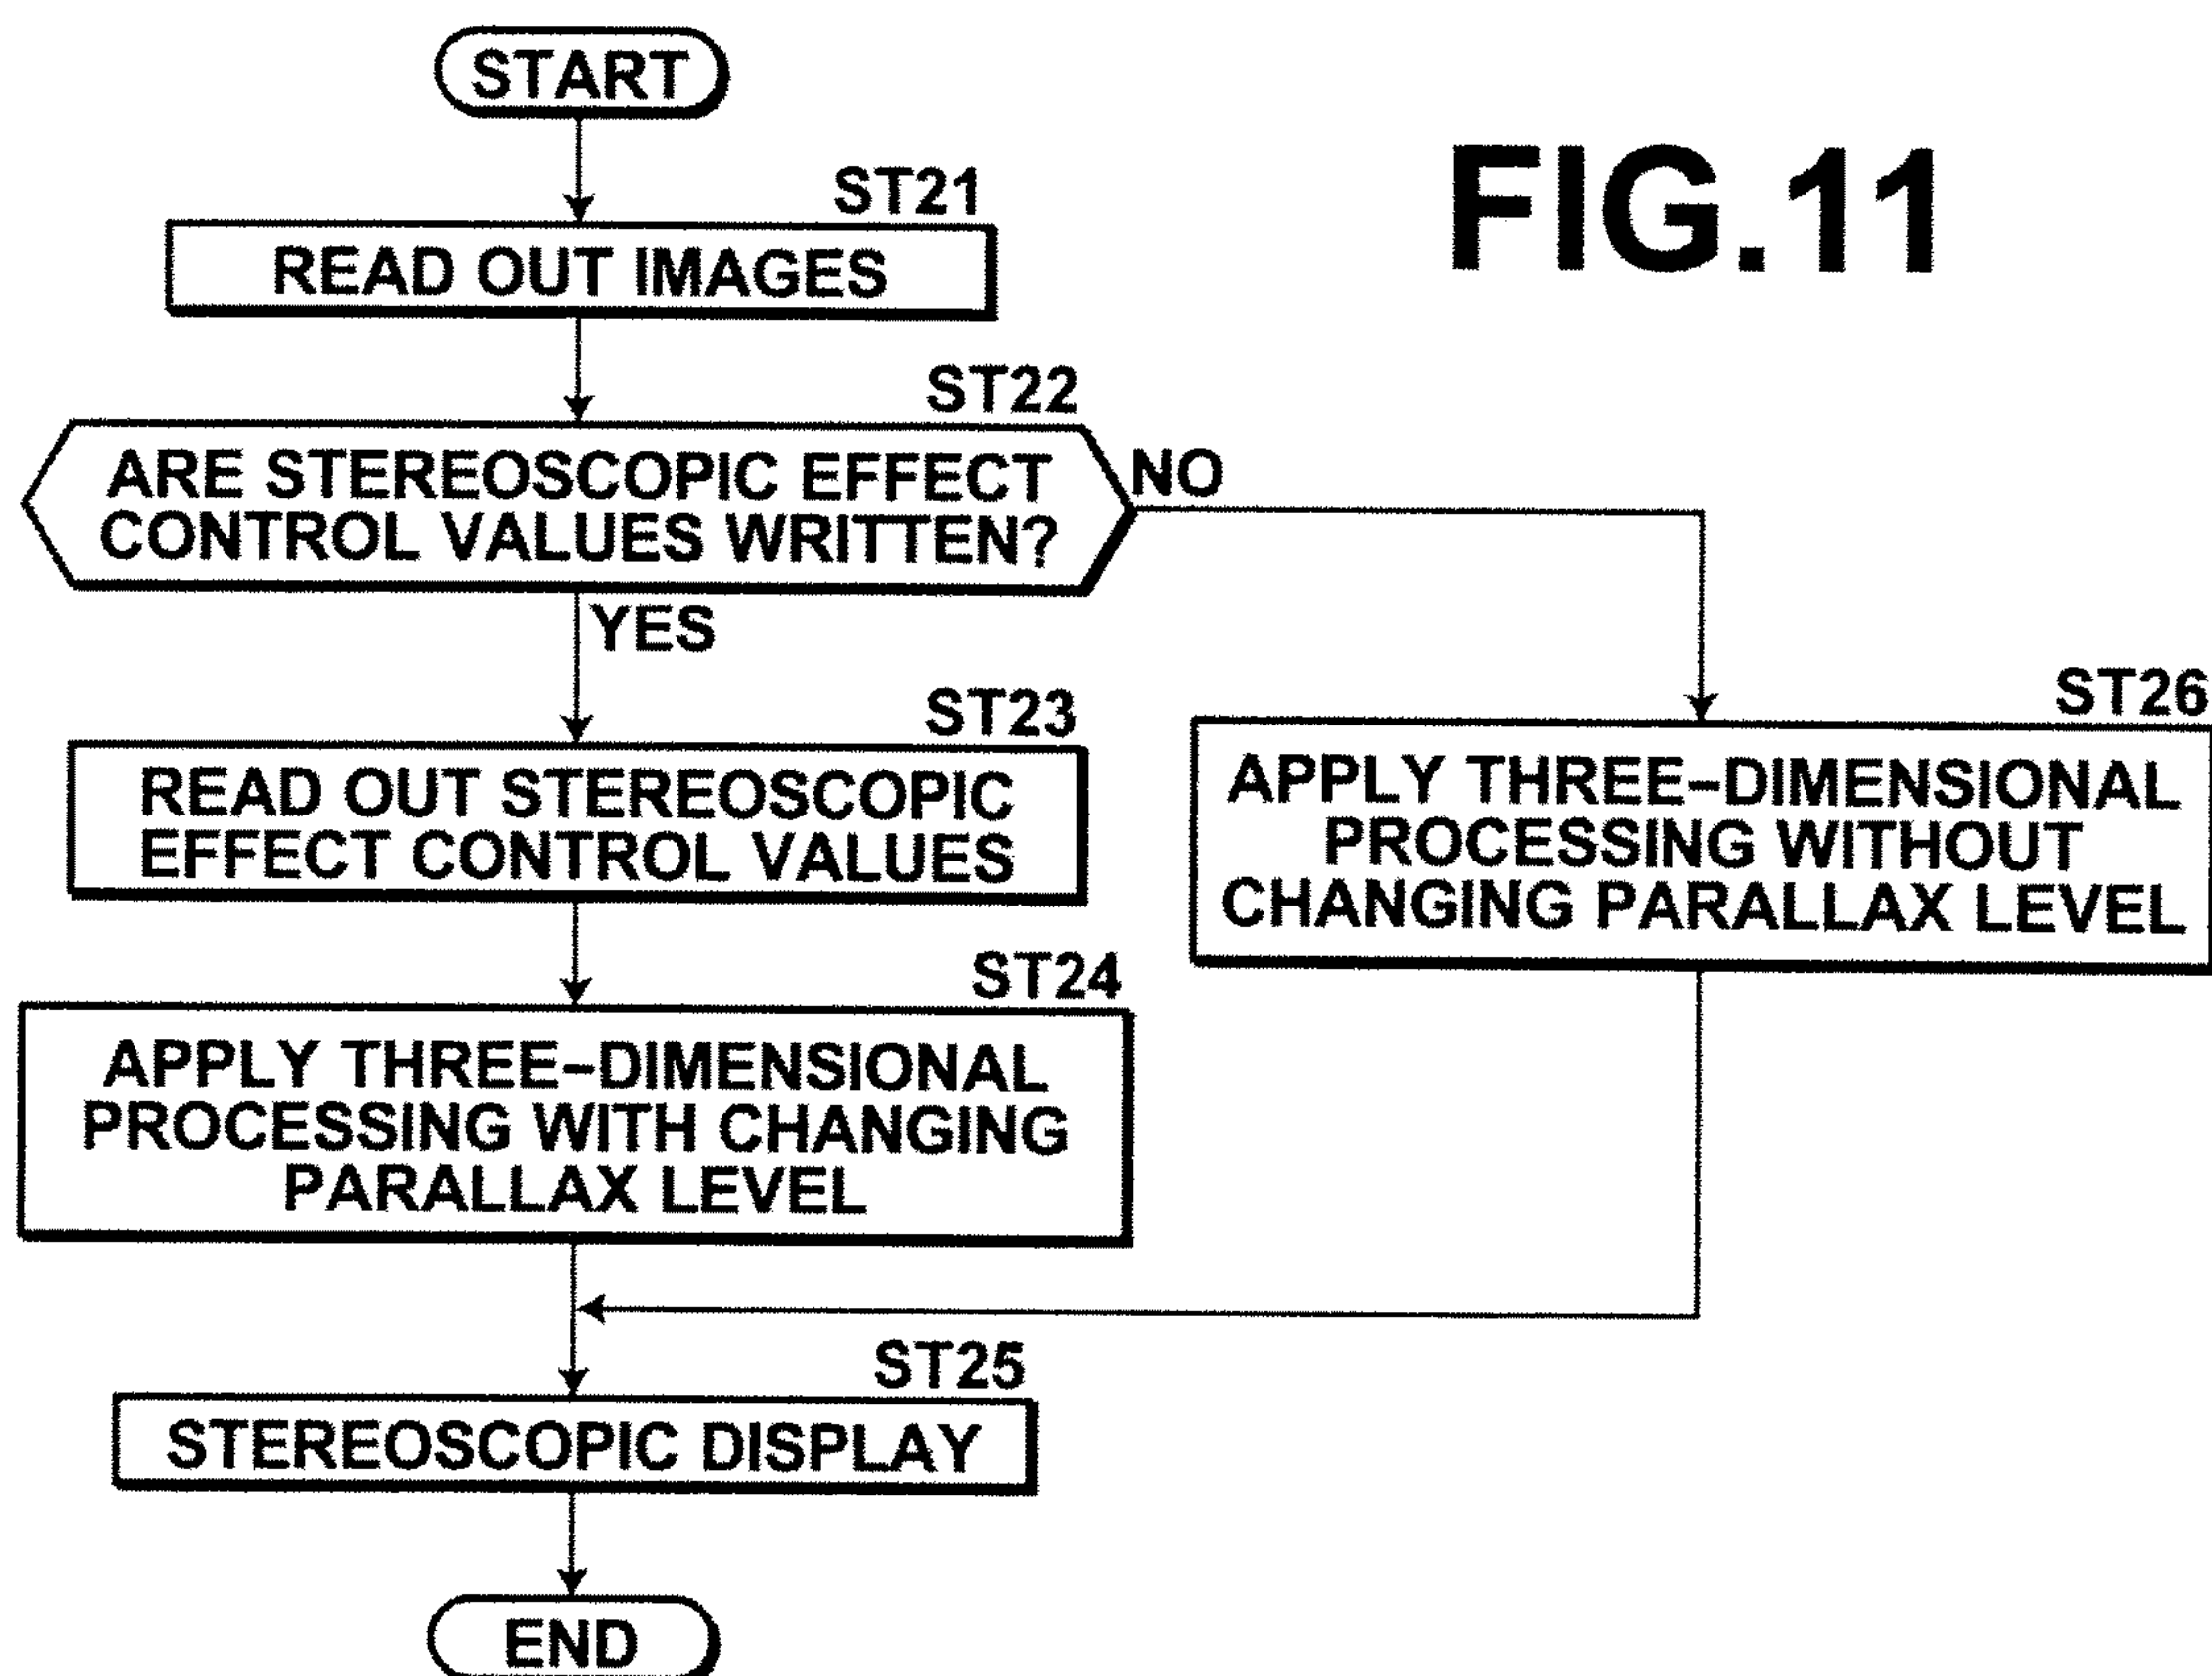 START
FIG.11
ST21
READ OUT IMAGES
ST22
ARE STEREOSCOPIC EFFECT
CONTROL VALUES WRITTEN?
NO
YES
ST23
READ OUT STEREOSCOPIC
EFFECT CONTROL VALUES
ST26
APPLY THREE-DIMENSIONAL
PROCESSING WITHOUT
CHANGING PARALLAX LEVEL
ST24
APPLY THREE-DIMENSIONAL
PROCESSING WITH CHANGING
PARALLAX LEVEL
ST25
STEREOSCOPIC DISPLAY
END